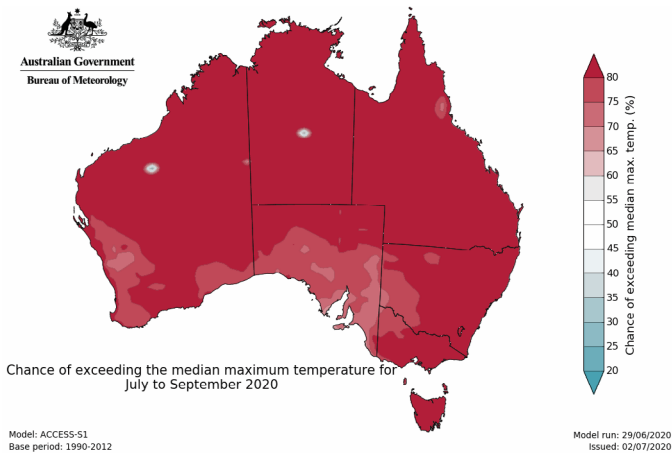 Australian Government
Bureau of Meteorology
80
75
70
65
60
55
50
45
40
35
30
25
20
Chance of exceeding median max. temp. (%)
Chance of exceeding the median maximum temperature for
July to September 2020
Model: ACCESS-S1
Base period: 1990-2012
Model run: 29/06/2020
Issued: 02/07/2020